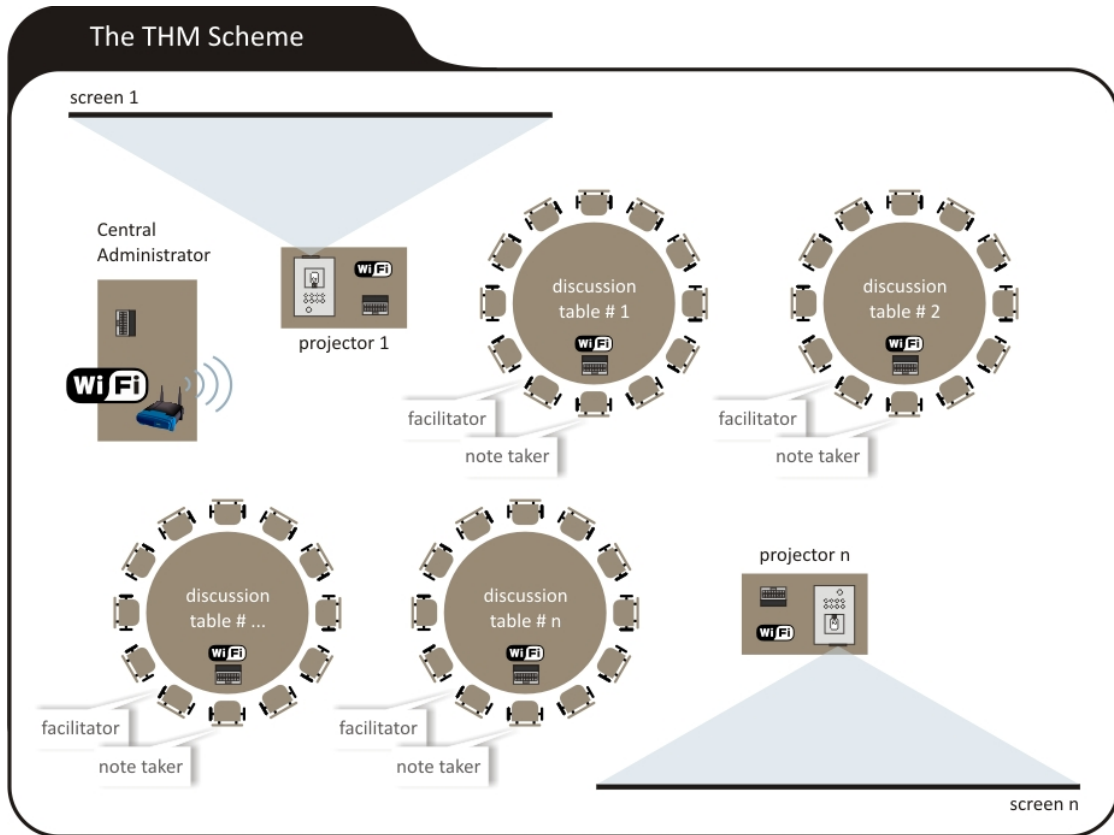 The THM Scheme
screen 1
Central
Administrator
WiFi
WiFi
projector 1
discussion
table # 1
WiFi
facilitator
note taker
discussion
table # 2
WiFi
facilitator
note taker
discussion
table # ...
WiFi
facilitator
note taker
discussion
table # n
WiFi
facilitator
note taker
projector n
WiFi
screen n